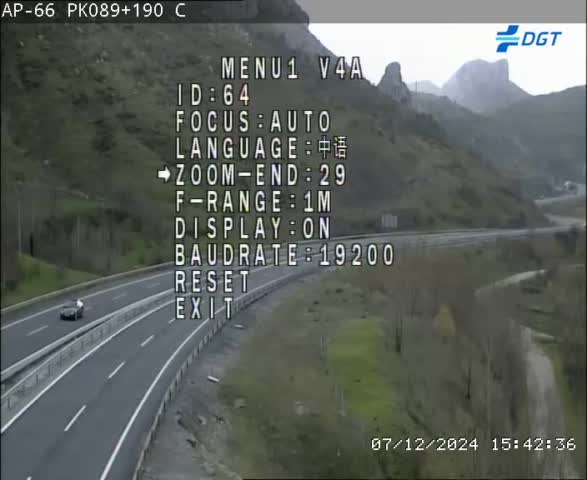 AP-66 PK089+190 C
DGT
MENU1 V4A
ID:64
FOCUS:AUTO
LANGUAGE:中语
ZOOM-END:29
F-RANGE:1M
DISPLAY:ON
BAUDRATE:19200
RESET
EXIT
07/12/2024 15:42:36